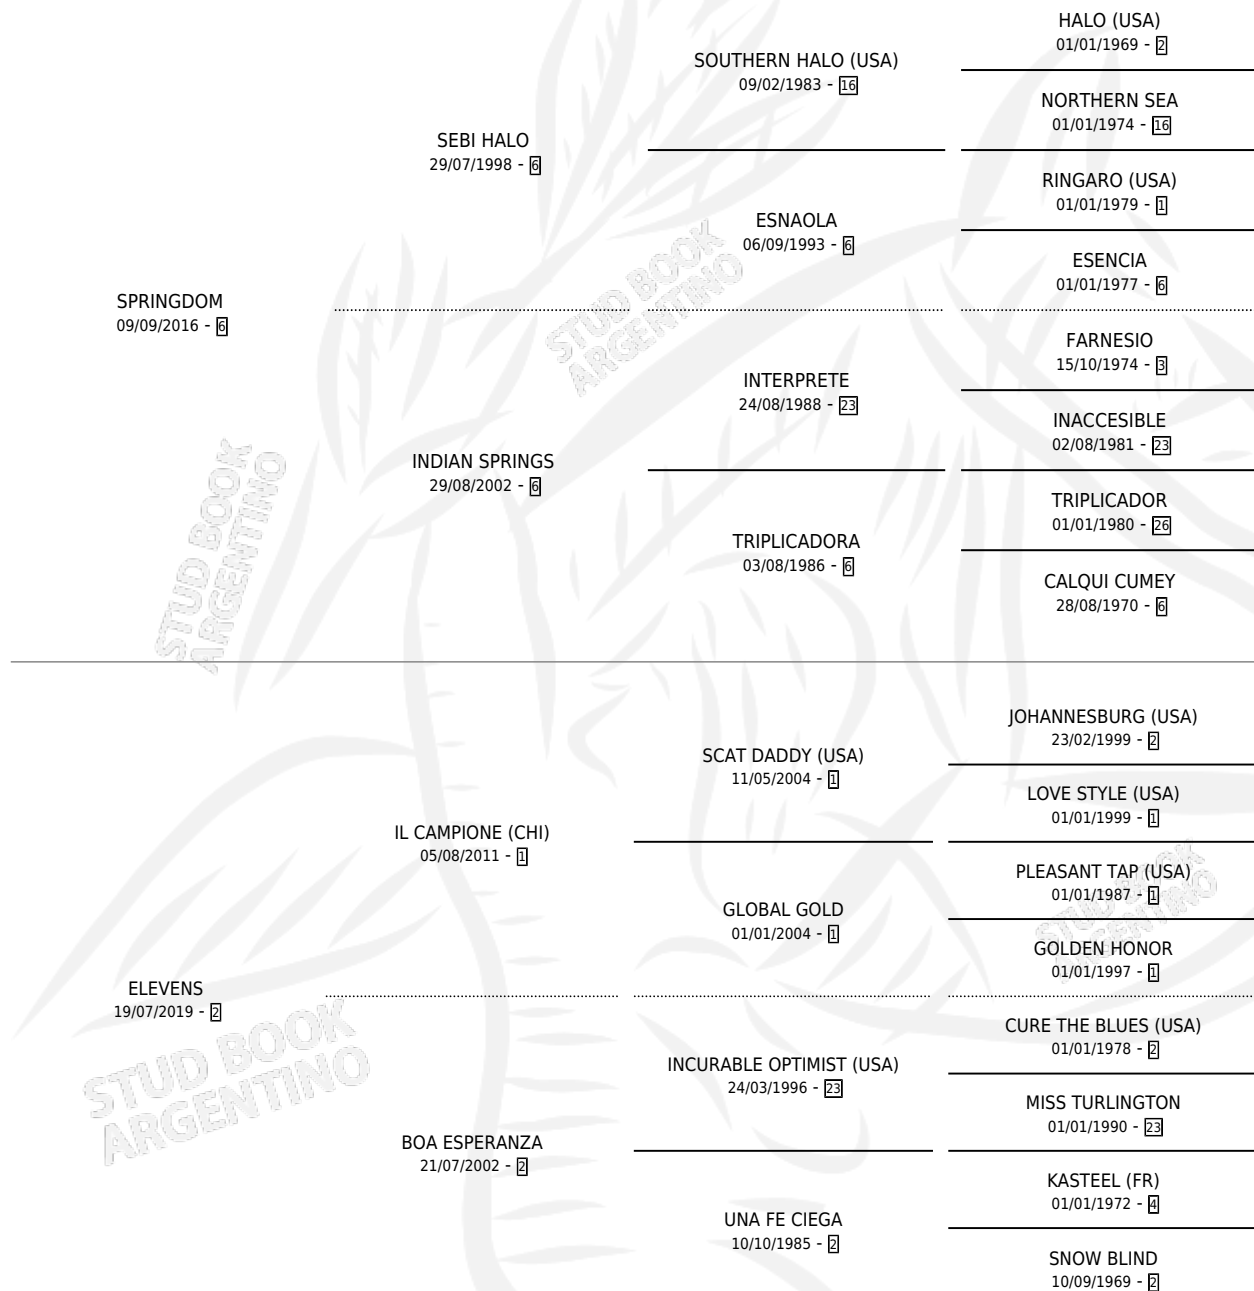 HALO (USA)
01/01/1969 - 2
SOUTHERN HALO (USA)
09/02/1983 - 16
NORTHERN SEA
01/01/1974 - 16
SEBI HALO
29/07/1998 - 6
RINGARO (USA)
01/01/1979 - 1
ESNAOLA
06/09/1993 - 6
ESENCIA
01/01/1977 - 6
SPRINGDOM
09/09/2016 - 6
FARNESIO
15/10/1974 - 3
INTERPRETE
24/08/1988 - 23
INACCESIBLE
02/08/1981 - 23
INDIAN SPRINGS
29/08/2002 - 6
TRIPLICADOR
01/01/1980 - 26
TRIPLICADORA
03/08/1986 - 6
CALQUI CUMEY
28/08/1970 - 6
STUD BOOK
ARGENTINO
STUD BOOK
ARGENTINO
JOHANNESBURG (USA)
23/02/1999 - 2
SCAT DADDY (USA)
11/05/2004 - 1
LOVE STYLE (USA)
01/01/1999 - 1
IL CAMPIONE (CHI)
05/08/2011 - 1
PLEASANT TAP (USA)
01/01/1987 - 1
GLOBAL GOLD
01/01/2004 - 1
GOLDEN HONOR
01/01/1997 - 1
ELEVENS
19/07/2019 - 2
CURE THE BLUES (USA)
01/01/1978 - 2
INCURABLE OPTIMIST (USA)
24/03/1996 - 23
MISS TURLINGTON
01/01/1990 - 23
BOA ESPERANZA
21/07/2002 - 2
KASTEEL (FR)
01/01/1972 - 4
UNA FE CIEGA
10/10/1985 - 2
SNOW BLIND
10/09/1969 - 2
STUD BOOK
ARGENTINO
STUD BOOK
ARGENTINO